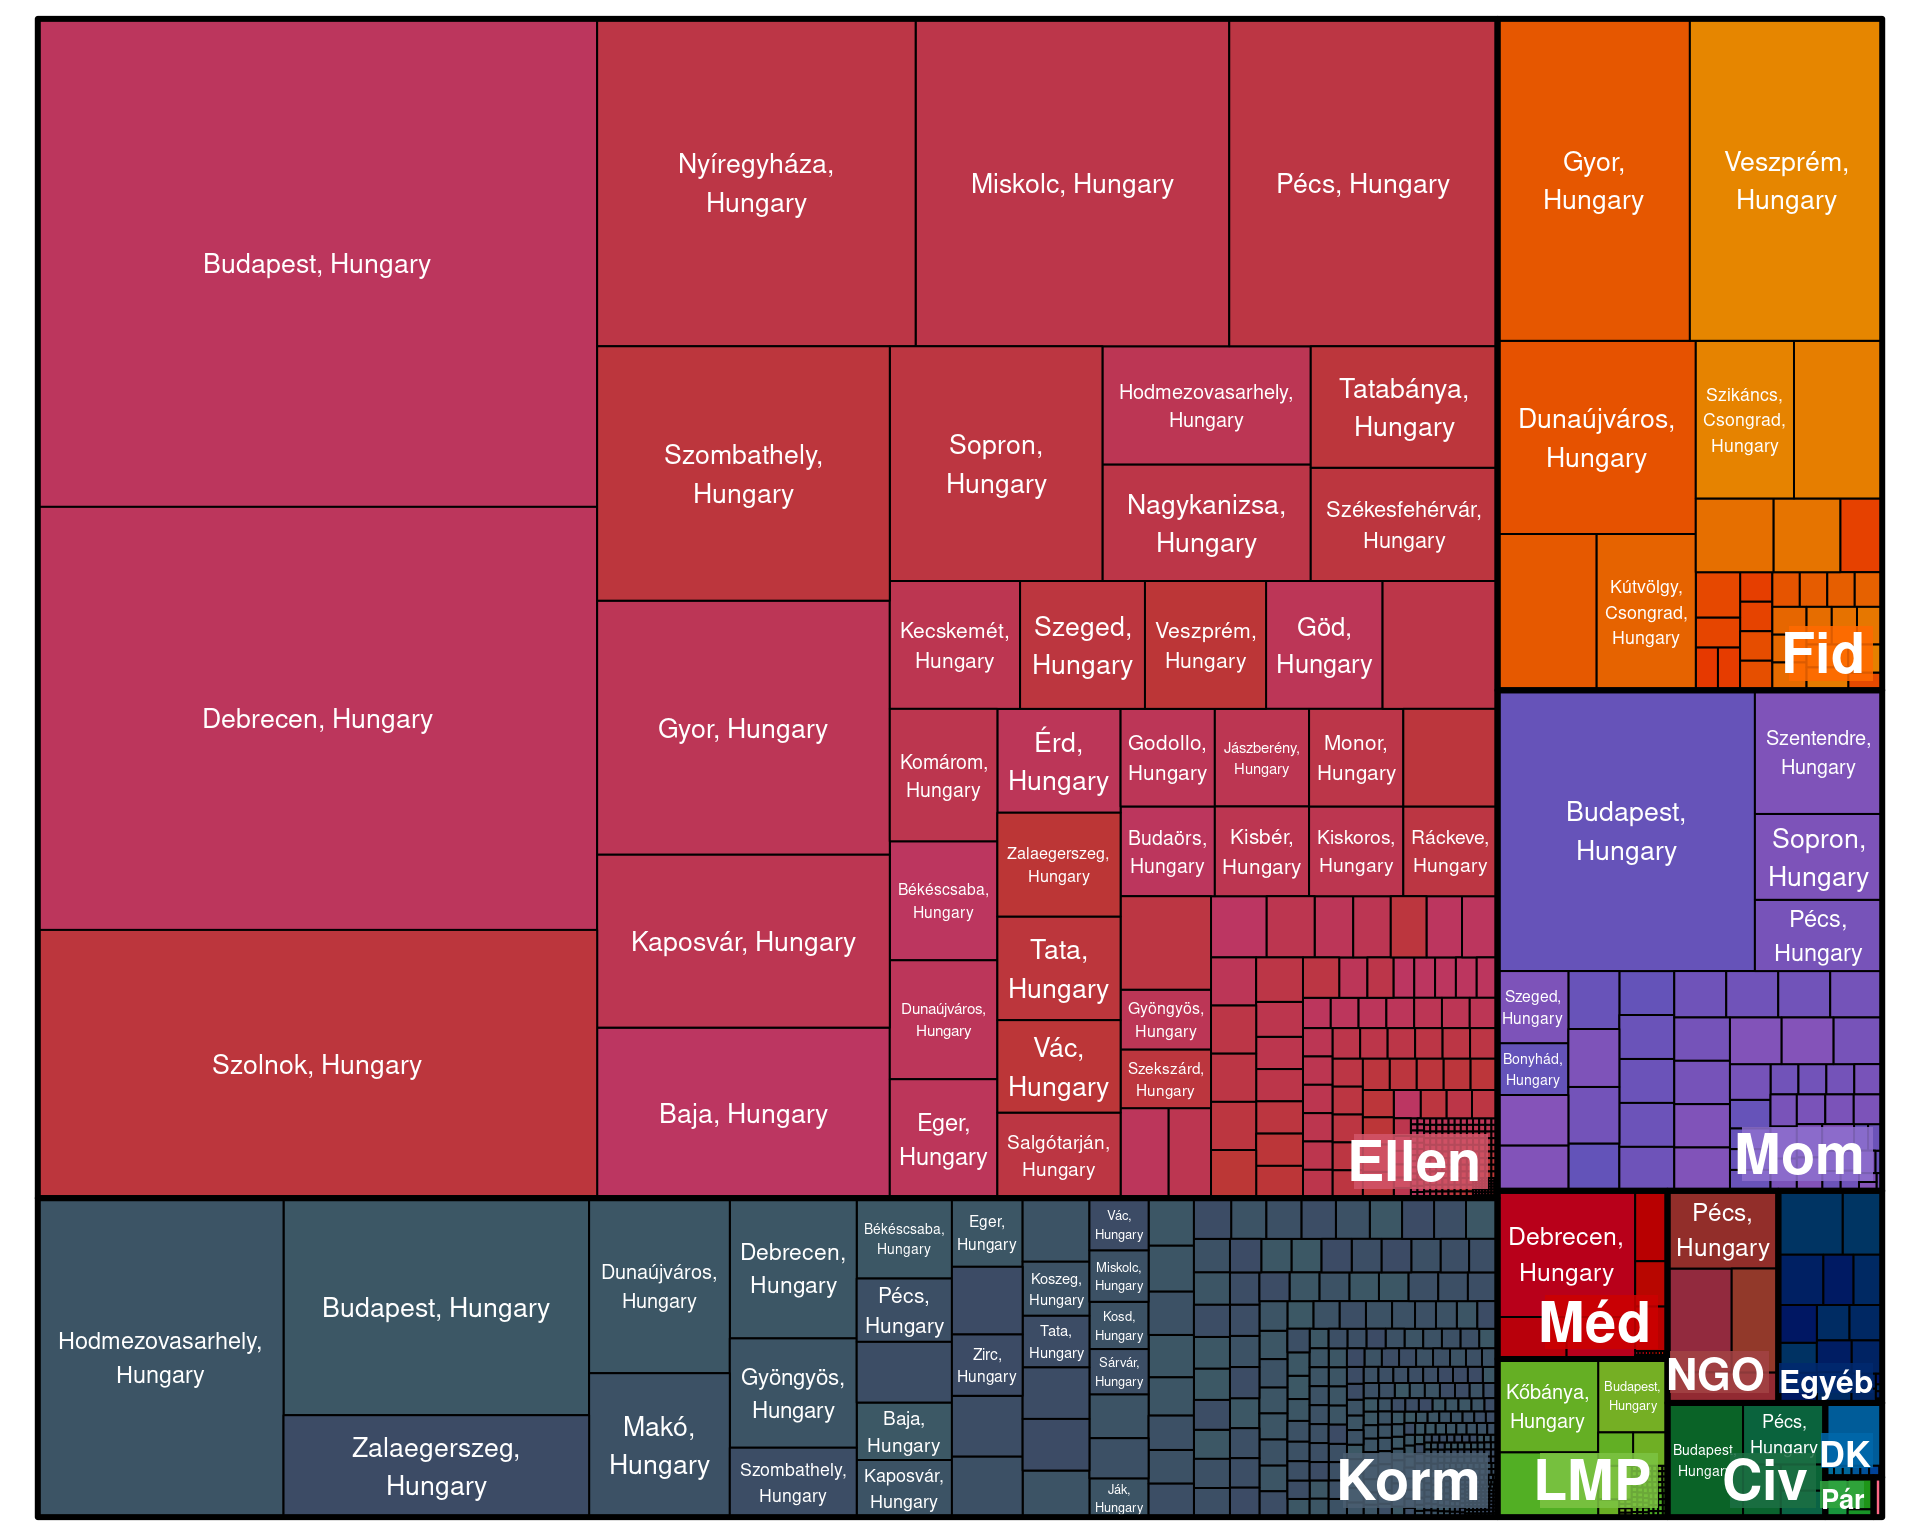 Budapest, Hungary
Debrecen, Hungary
Szolnok, Hungary
Nyíregyháza,
Hungary
Miskolc, Hungary
Pécs, Hungary
Szombathely,
Hungary
Gyor, Hungary
Kaposvár, Hungary
Baja, Hungary
Sopron,
Hungary
Hodmezovasarhely,
Hungary
Nagykanizsa,
Hungary
Tatabánya,
Hungary
Székesfehérvár,
Hungary
Kecskemét,
Hungary
Szeged,
Hungary
Veszprém,
Hungary
Göd,
Hungary
Komárom,
Hungary
Békéscsaba,
Hungary
Dunaújváros,
Hungary
Eger,
Hungary
Érd,
Hungary
Zalaegerszeg,
Hungary
Tata,
Hungary
Vác,
Hungary
Salgótarján,
Hungary
Godollo,
Hungary
Jászberény,
Hungary
Monor,
Hungary
Budaörs,
Hungary
Kisbér,
Hungary
Kiskoros,
Hungary
Ráckeve,
Hungary
Gyöngyös,
Hungary
Szekszárd,
Hungary
Ellen
Gyor,
Hungary
Veszprém,
Hungary
Dunaújváros,
Hungary
Szikáncs,
Csongrad,
Hungary
Kútvölgy,
Csongrad,
Hungary
Fid
Budapest,
Hungary
Szentendre,
Hungary
Sopron,
Hungary
Pécs,
Hungary
Szeged,
Hungary
Bonyhád,
Hungary
Mom
Hodmezovasarhely,
Hungary
Budapest, Hungary
Zalaegerszeg,
Hungary
Dunaújváros,
Hungary
Makó,
Hungary
Debrecen,
Hungary
Gyöngyös,
Hungary
Szombathely,
Hungary
Békéscsaba,
Hungary
Pécs,
Hungary
Baja,
Hungary
Kaposvár,
Hungary
Eger,
Hungary
Zirc,
Hungary
Koszeg,
Hungary
Tata,
Hungary
Vác,
Hungary
Miskolc,
Hungary
Kosd,
Hungary
Sárvár,
Hungary
Ják,
Hungary
Korm
Debrecen,
Hungary
Méd
Pécs,
Hungary
NGO
Egyéb
Kőbánya,
Hungary
Budapest,
Hungary
LMP
Budapest,
Hungary
Pécs,
Hungary
Civ
DK
Pár